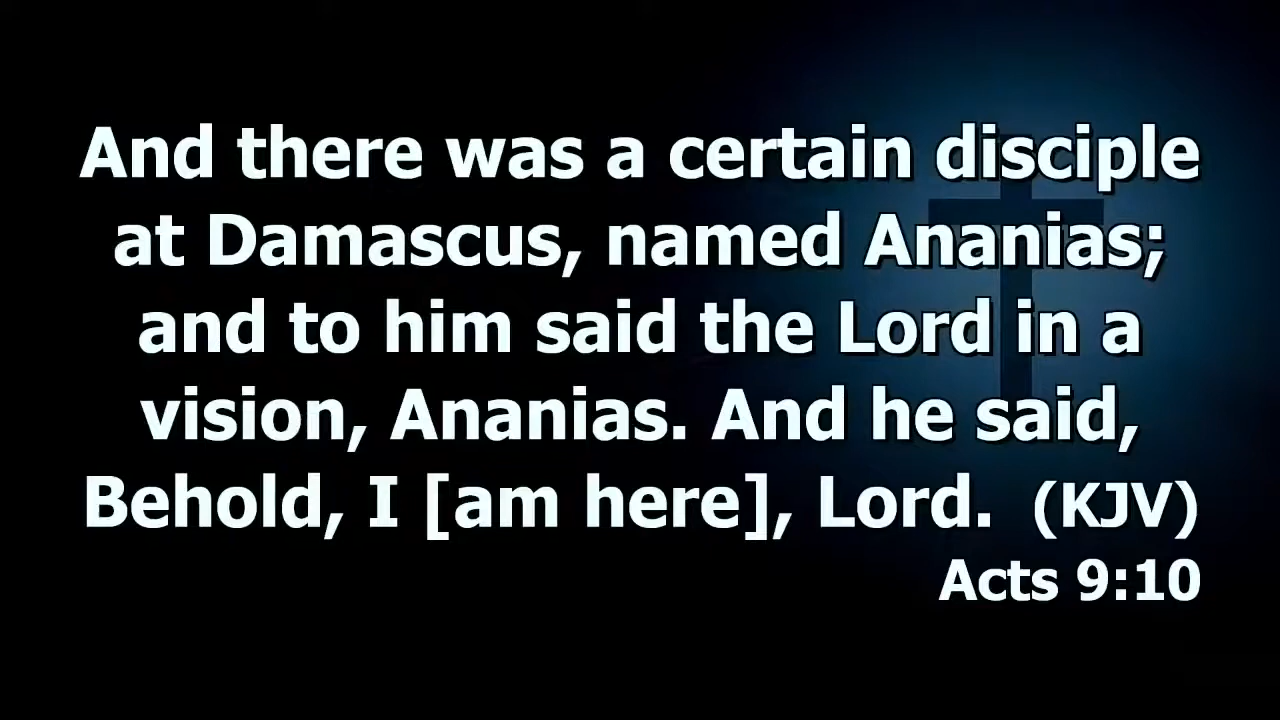 And there was a certain disciple
at Damascus, named Ananias;
and to him said the Lord in a
vision, Ananias. And he said,
Behold, I [am here], Lord. (KJV)
Acts 9:10